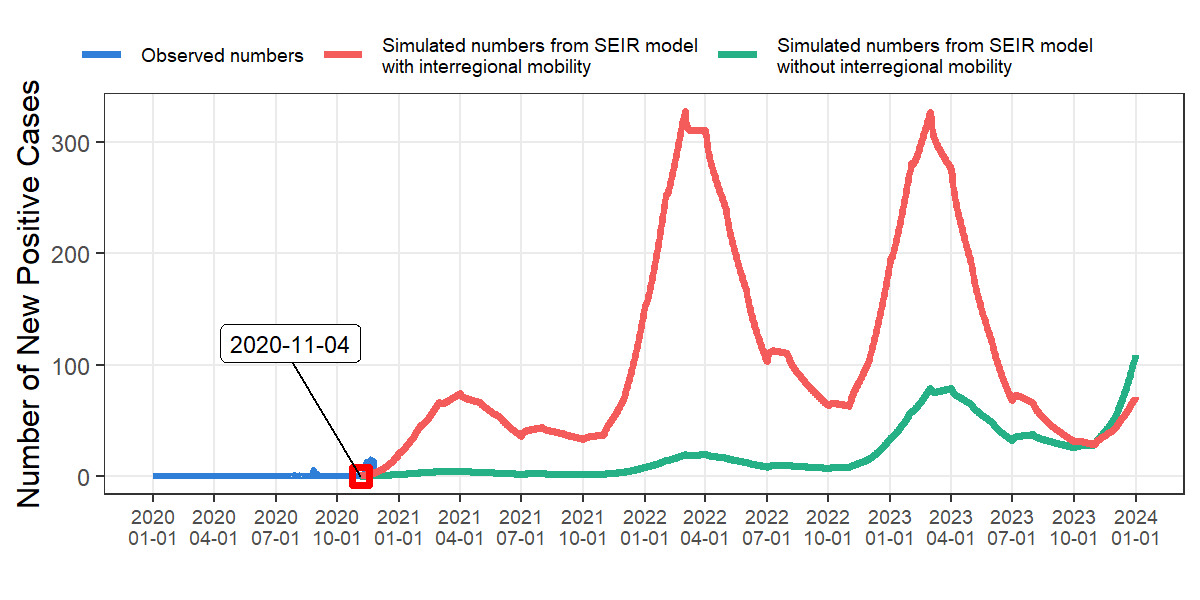 Observed numbers
Simulated numbers from SEIR model
with interregional mobility
Simulated numbers from SEIR model
without interregional mobility
Number of New Positive Cases
300
200
100
0
2020-11-04
2020 2020 2020 2020 2021 2021 2021 2021 2022 2022 2022 2022 2023 2023 2023 2023 2024
01-01 04-01 07-01 10-01 01-01 04-01 07-01 10-01 01-01 04-01 07-01 10-01 01-01 04-01 07-01 10-01 01-01